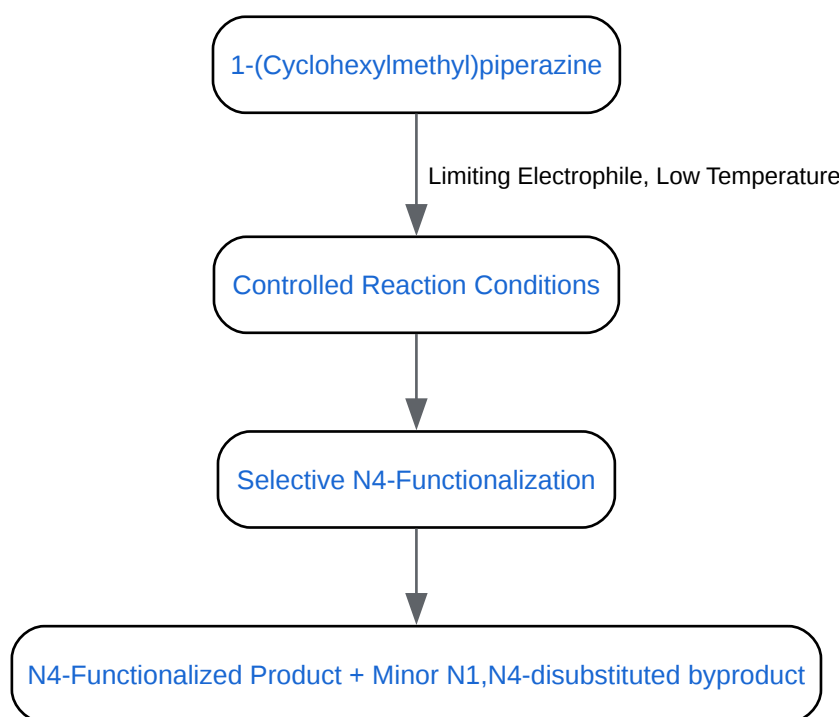 1-(Cyclohexylmethyl)piperazine
Limiting Electrophile, Low Temperature
Controlled Reaction Conditions
Selective N4-Functionalization
N4-Functionalized Product + Minor N1,N4-disubstituted byproduct